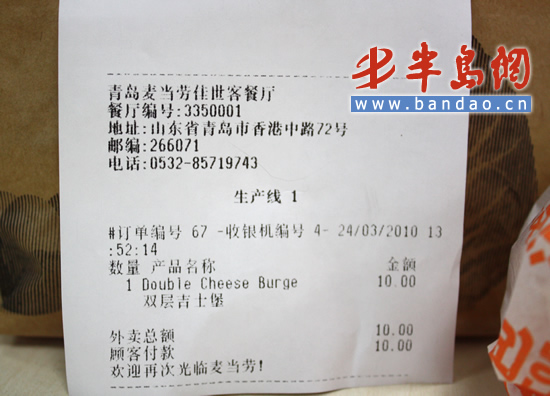 半岛网
www.bandao.cn
青岛麦当劳佳世客餐厅
餐厅编号:3350001
地址:山东省青岛市香港中路72号
邮编:266071
电话:0532-85719743
生产线 1
#订单编号 67 -收银机编号 4- 24/03/2010 13
:52:14
数量 产品名称 金额
1 Double Cheese Burge 10.00
双层吉士堡
外卖总额 10.00
顾客付款 10.00
欢迎再次光临麦当劳!